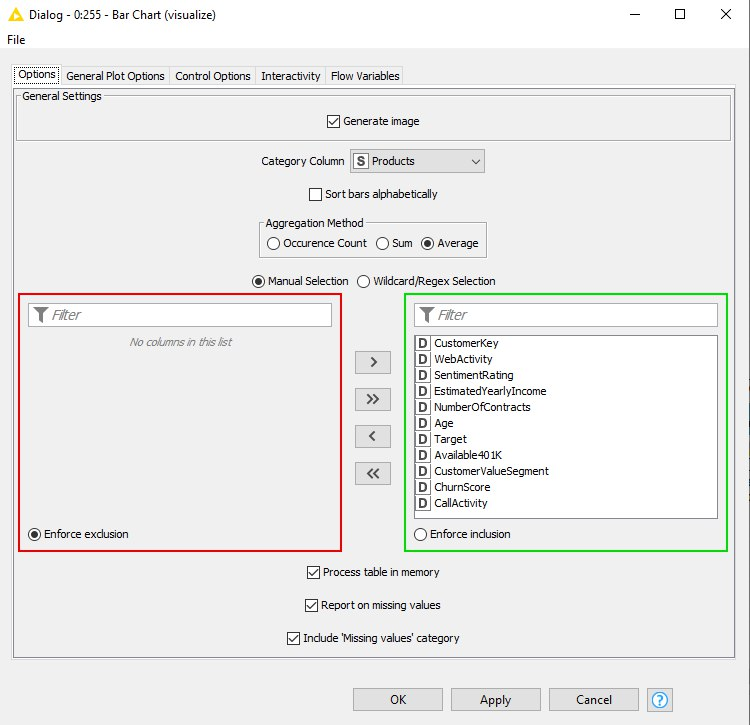 Dialog - 0:255 - Bar Chart (visualize)
File
Options General Plot Options Control Options Interactivity Flow Variables
General Settings
Generate image
Category Column S Products
Sort bars alphabetically
Aggregation Method
Occurence Count Sum Average
Manual Selection Wildcard/Regex Selection
Filter
No columns in this list
Enforce exclusion
>
>>
<
<<
Filter
D CustomerKey
D WebActivity
D SentimentRating
D EstimatedYearlyIncome
D NumberOfContracts
D Age
D Target
D Available401K
D CustomerValueSegment
D ChurnScore
D CallActivity
Enforce inclusion
Process table in memory
Report on missing values
Include 'Missing values' category
OK Apply Cancel ?